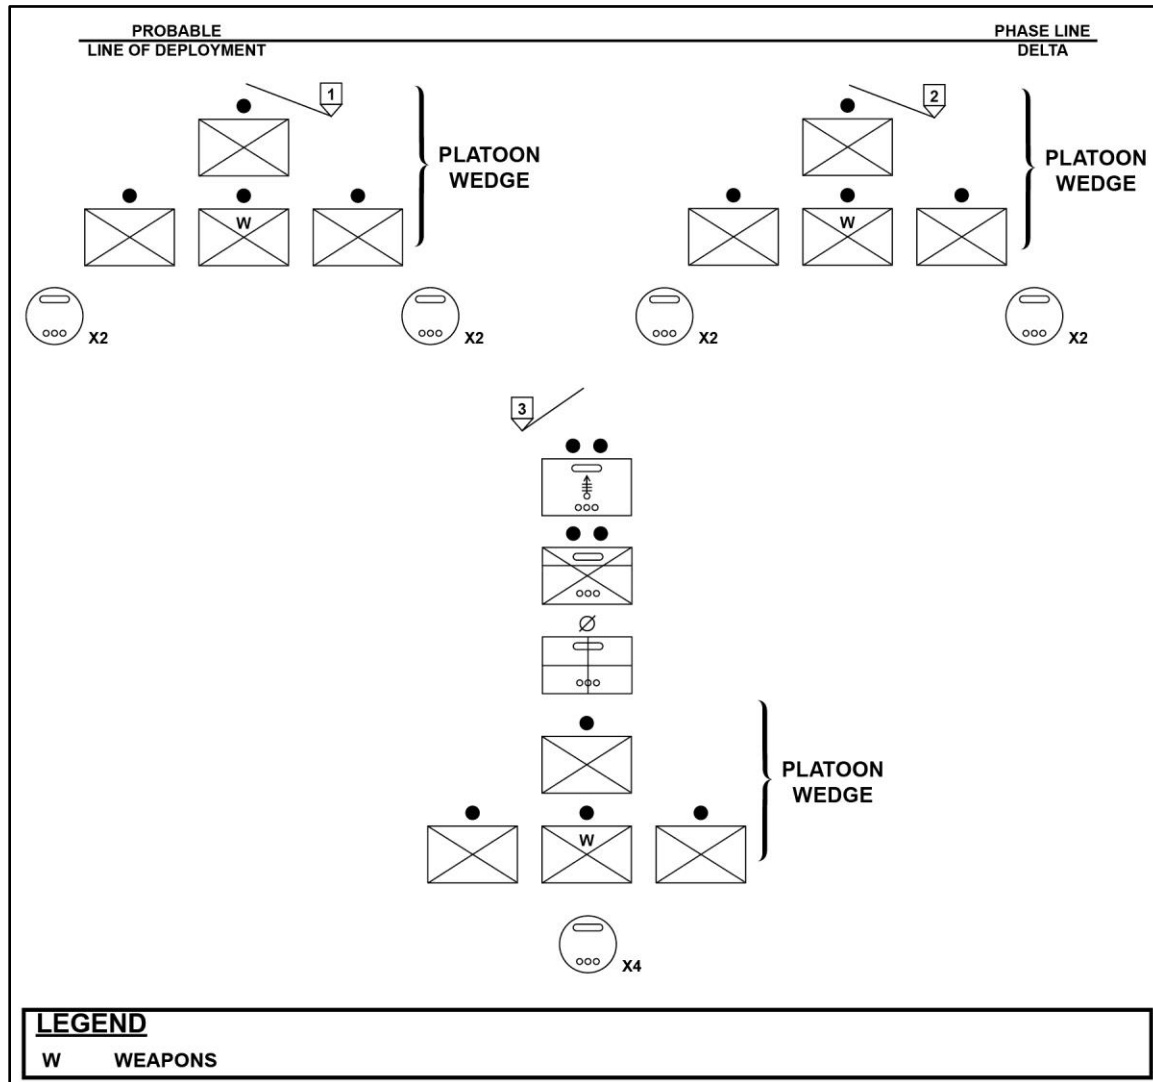 PROBABLE
LINE OF DEPLOYMENT
PHASE LINE
DELTA
1
PLATOON
WEDGE
W
X2
X2
2
PLATOON
WEDGE
W
X2
X2
3
PLATOON
WEDGE
W
X4
LEGEND
W WEAPONS